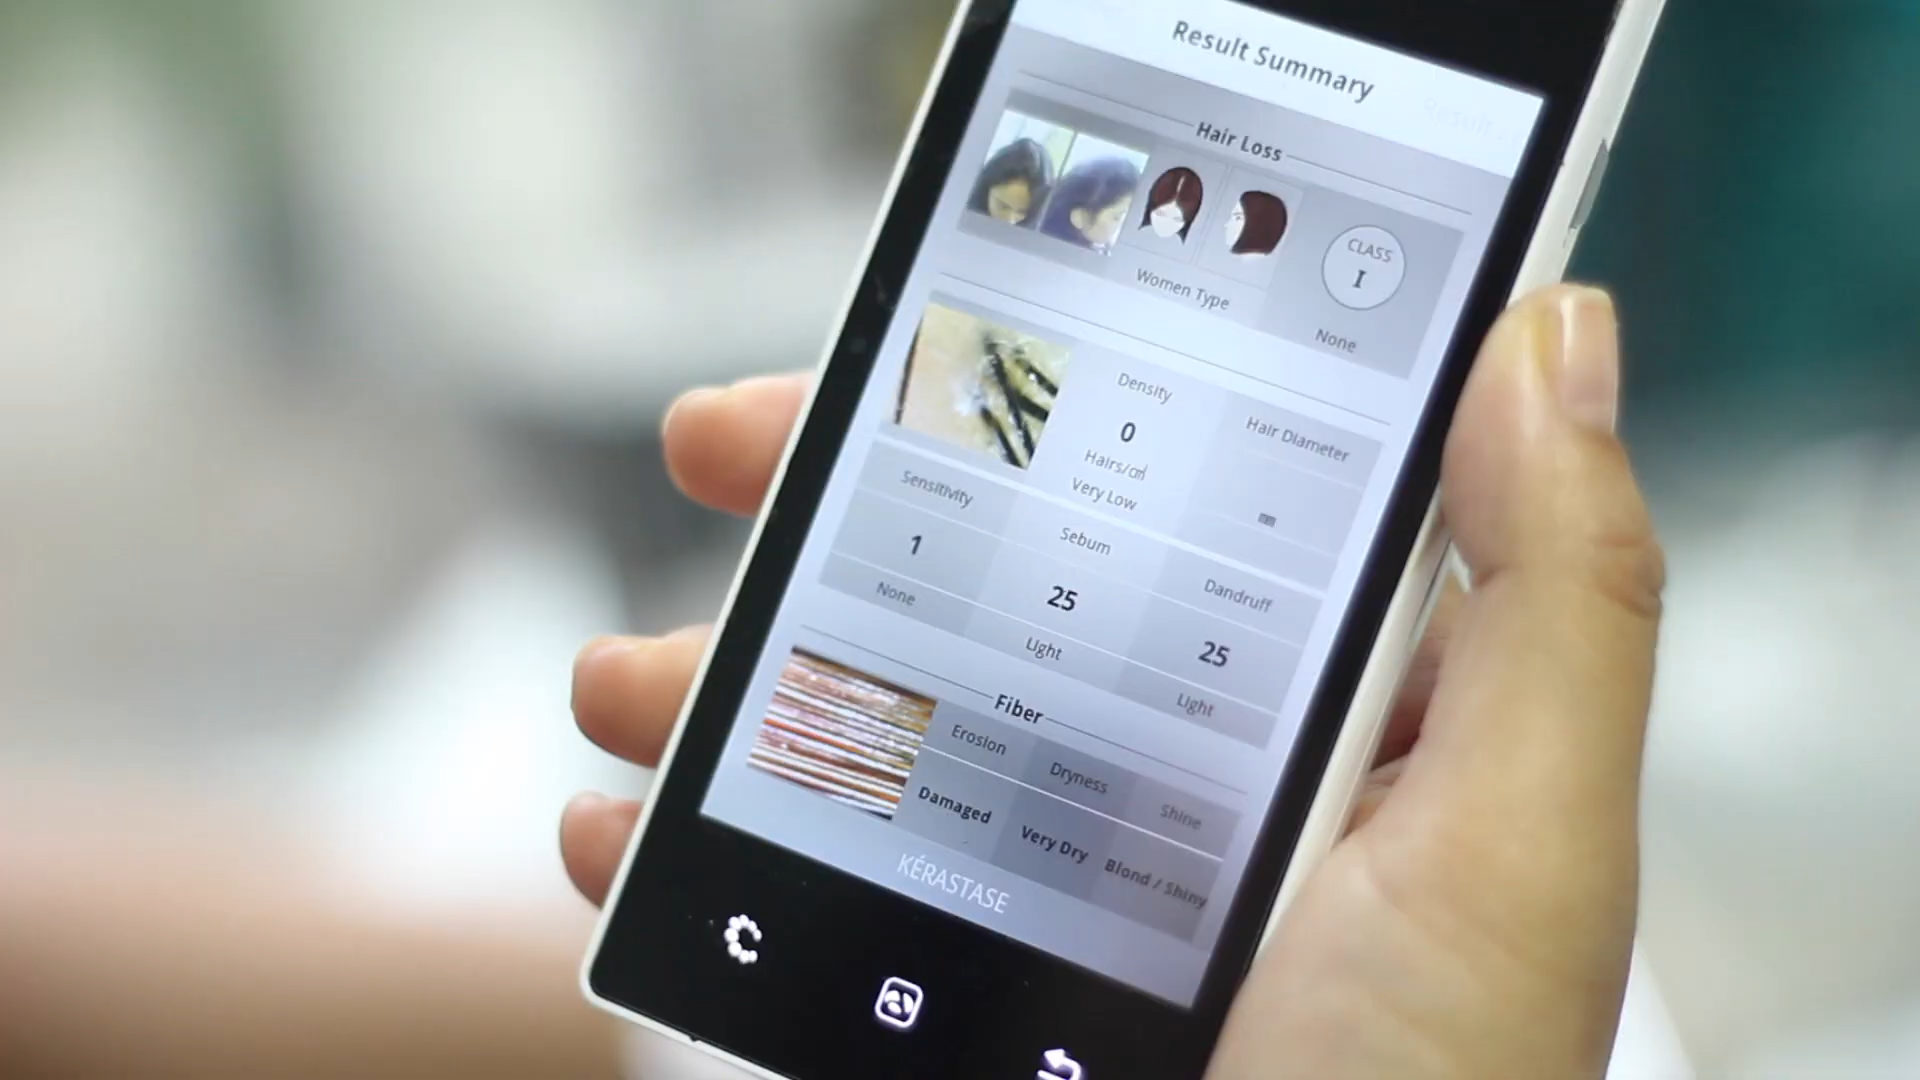 Result Summary
Hair Loss
CLASS
I
Women Type
None
Density
0
Hairs/㎠
Very Low
Hair Diameter
Sensitivity
1
None
Sebum
25
Light
Dandruff
25
Light
Fiber
Erosion
Damaged
Dryness
Very Dry
Shine
Blond / Shiny
KÉRASTASE